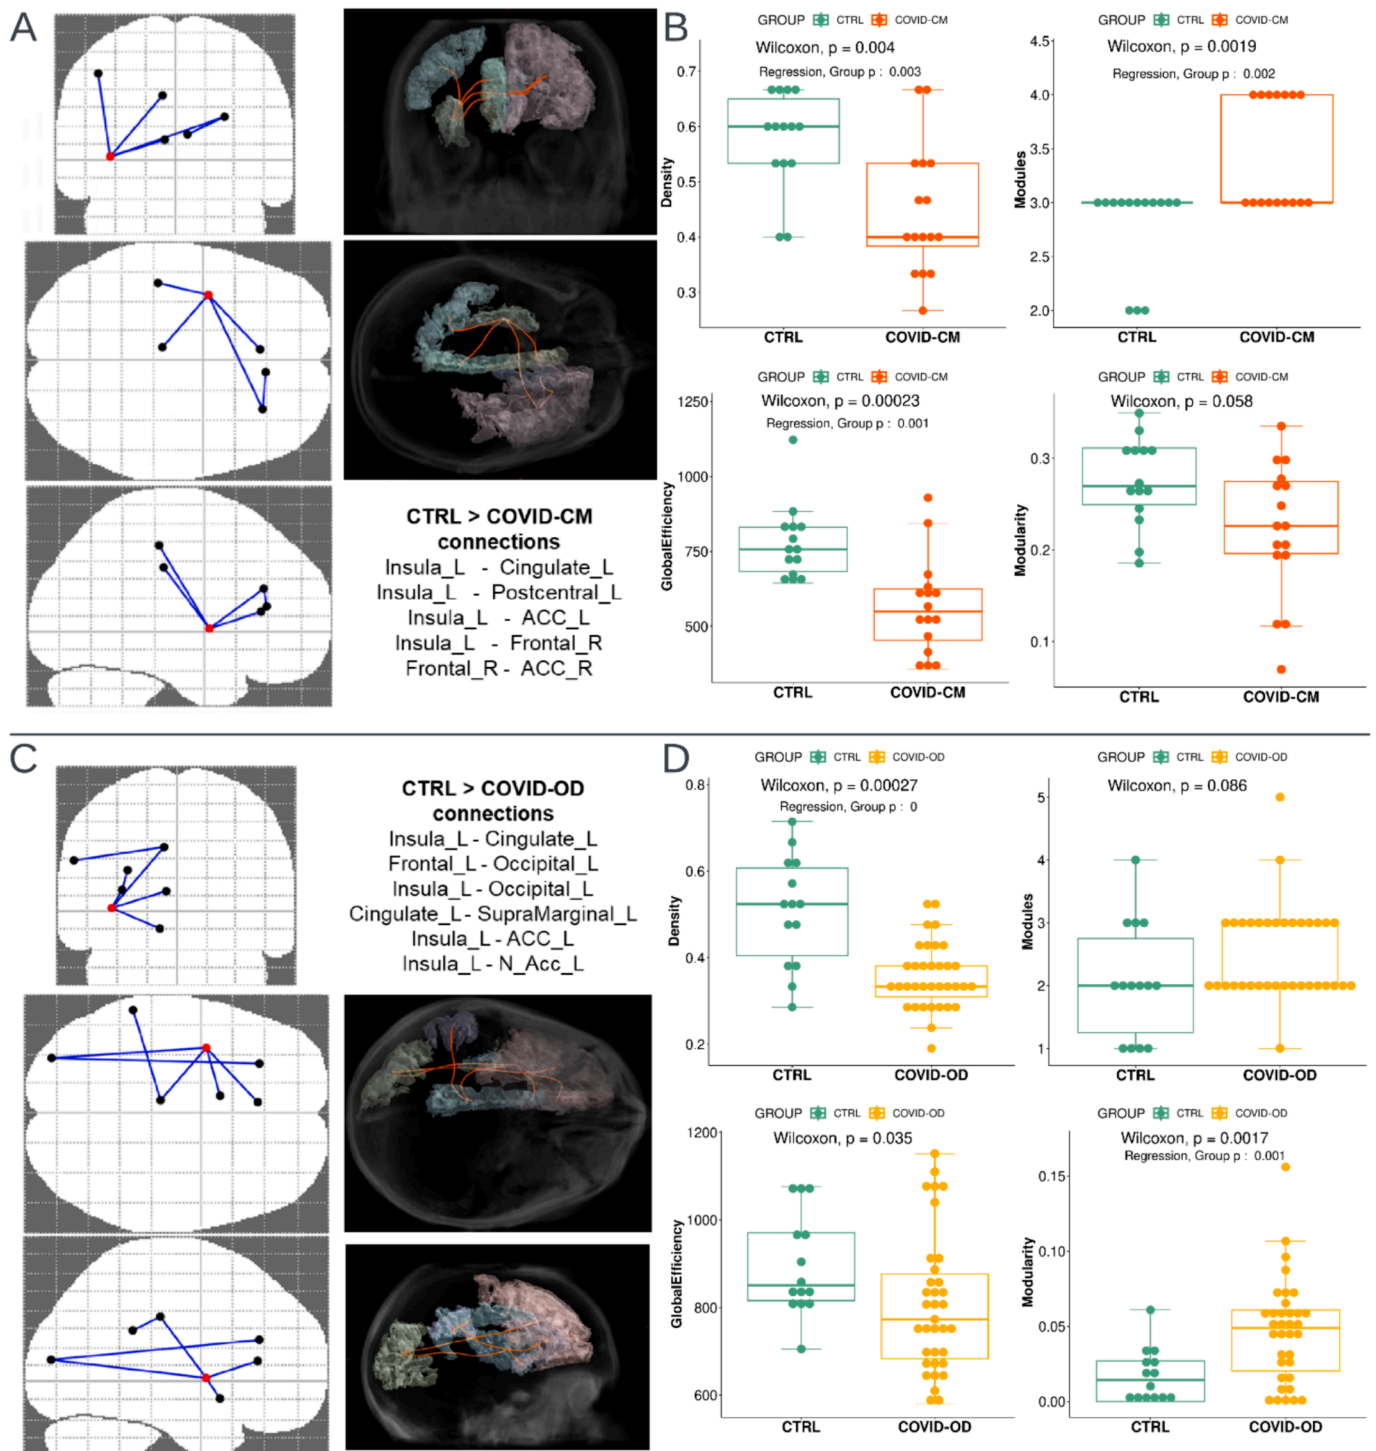 A
B
GROUP CTRL COVID-CM
Wilcoxon, p = 0.004
Regression, Group p : 0.003
Density
0.7
0.6
0.5
0.4
0.3
CTRL COVID-CM
GROUP CTRL COVID-CM
Wilcoxon, p = 0.0019
Regression, Group p : 0.002
Modules
4.5
4.0
3.5
3.0
2.5
2.0
CTRL COVID-CM
CTRL > COVID-CM
connections
Insula_L - Cingulate_L
Insula_L - Postcentral_L
Insula_L - ACC_L
Insula_L - Frontal_R
Frontal_R - ACC_R
GROUP CTRL COVID-CM
Wilcoxon, p = 0.00023
Regression, Group p : 0.001
GlobalEfficiency
1250
1000
750
500
CTRL COVID-CM
GROUP CTRL COVID-CM
Wilcoxon, p = 0.058
Modularity
0.3
0.2
0.1
CTRL COVID-CM
C
CTRL > COVID-OD
connections
Insula_L - Cingulate_L
Frontal_L - Occipital_L
Insula_L - Occipital_L
Cingulate_L - SupraMarginal_L
Insula_L - ACC_L
Insula_L - N_Acc_L
D
GROUP CTRL COVID-OD
Wilcoxon, p = 0.00027
Regression, Group p : 0
Density
0.8
0.6
0.4
0.2
CTRL COVID-OD
GROUP CTRL COVID-OD
Wilcoxon, p = 0.086
Modules
5
4
3
2
1
CTRL COVID-OD
GROUP CTRL COVID-OD
Wilcoxon, p = 0.035
GlobalEfficiency
1200
1000
800
600
CTRL COVID-OD
GROUP CTRL COVID-OD
Wilcoxon, p = 0.0017
Regression, Group p : 0.001
Modularity
0.15
0.10
0.05
0.00
CTRL COVID-OD